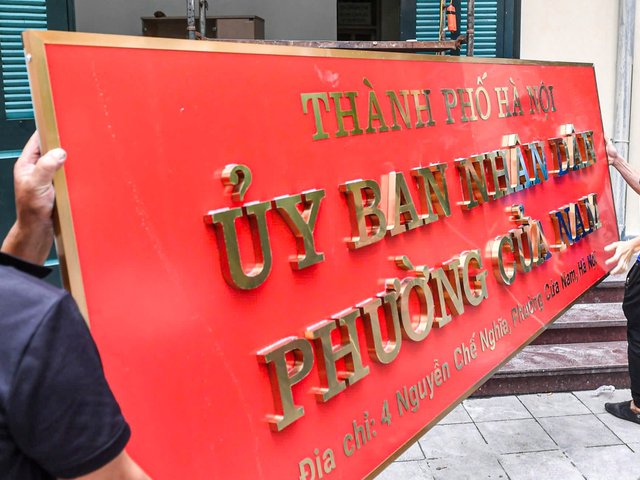 THÀNH PHỐ HÀ NỘI
ỦY BAN NHÂN DÂN
PHƯỜNG CỬA NAM
Địa chỉ: 4 Nguyễn Chế Nghĩa, Phường Cửa Nam, Hà Nội